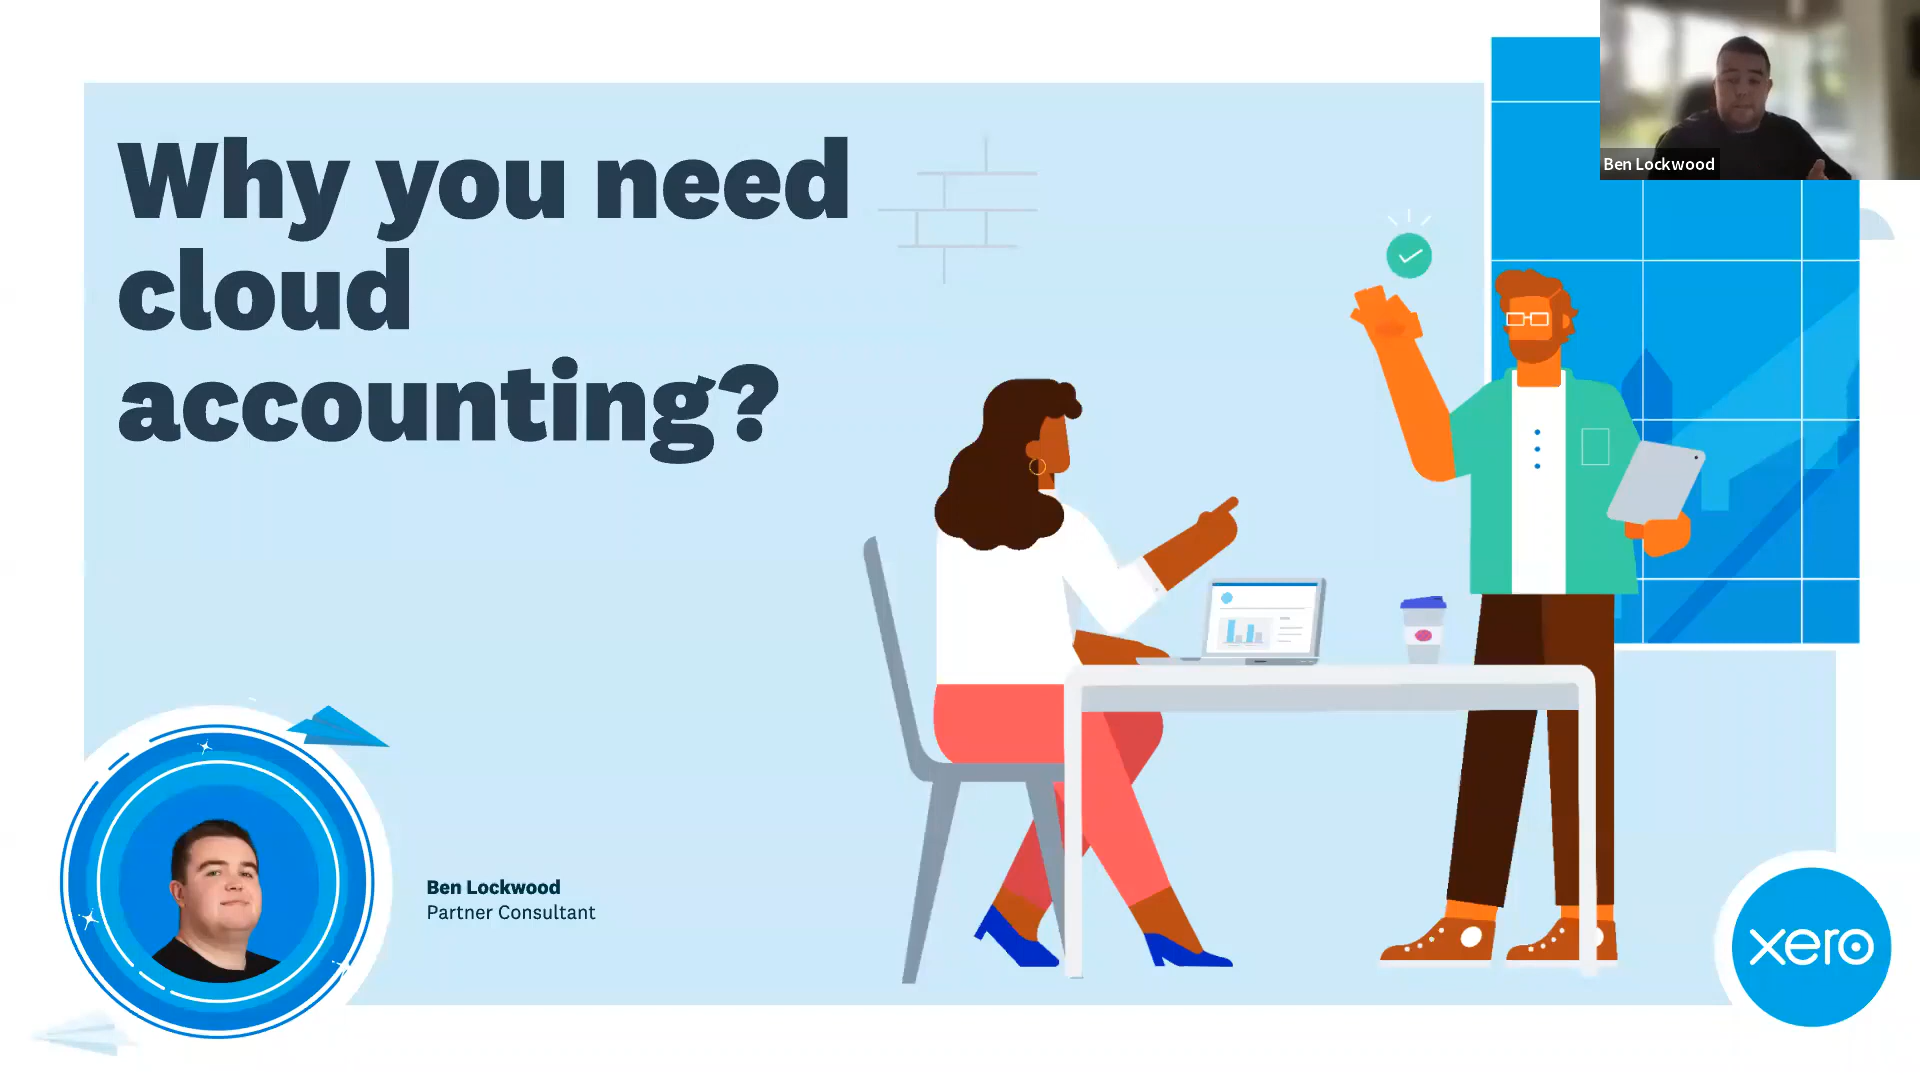 Why you need
cloud
accounting?
Ben Lockwood
Ben Lockwood
Partner Consultant
xero